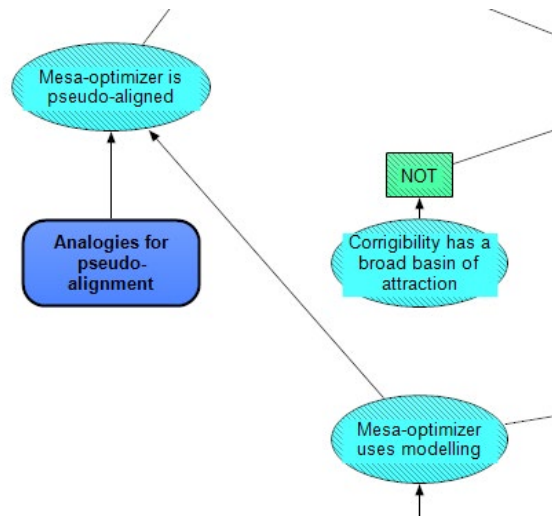 Mesa-optimizer is
pseudo-aligned
NOT
Analogies for
pseudo-
alignment
Corrigibility has a
broad basin of
attraction
Mesa-optimizer
uses modelling